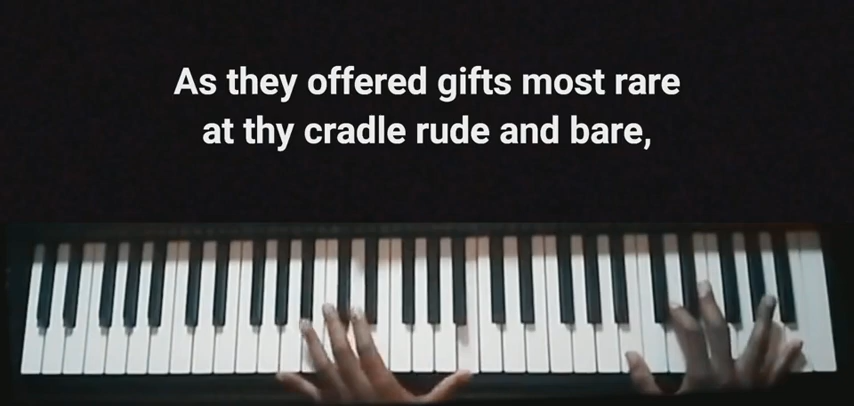 As they offered gifts most rare
at thy cradle rude and bare,